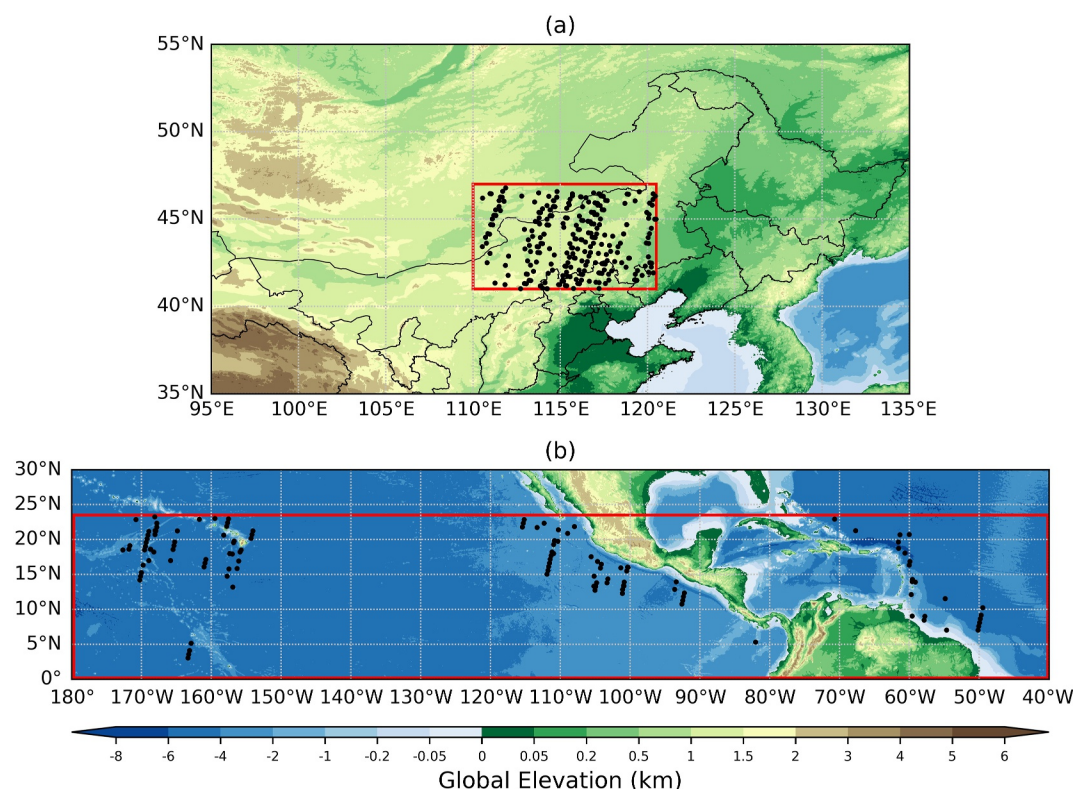 (a)
55°N
50°N
45°N
40°N
35°N
95°E 100°E 105°E 110°E 115°E 120°E 125°E 130°E 135°E
(b)
30°N
25°N
20°N
15°N
10°N
5°N
0°
180° 170°W 160°W 150°W 140°W 130°W 120°W 110°W 100°W 90°W 80°W 70°W 60°W 50°W 40°W
-8 -6 -4 -2 -1 -0.2 -0.05 0 0.05 0.2 0.5 1 1.5 2 3 4 5 6
Global Elevation (km)